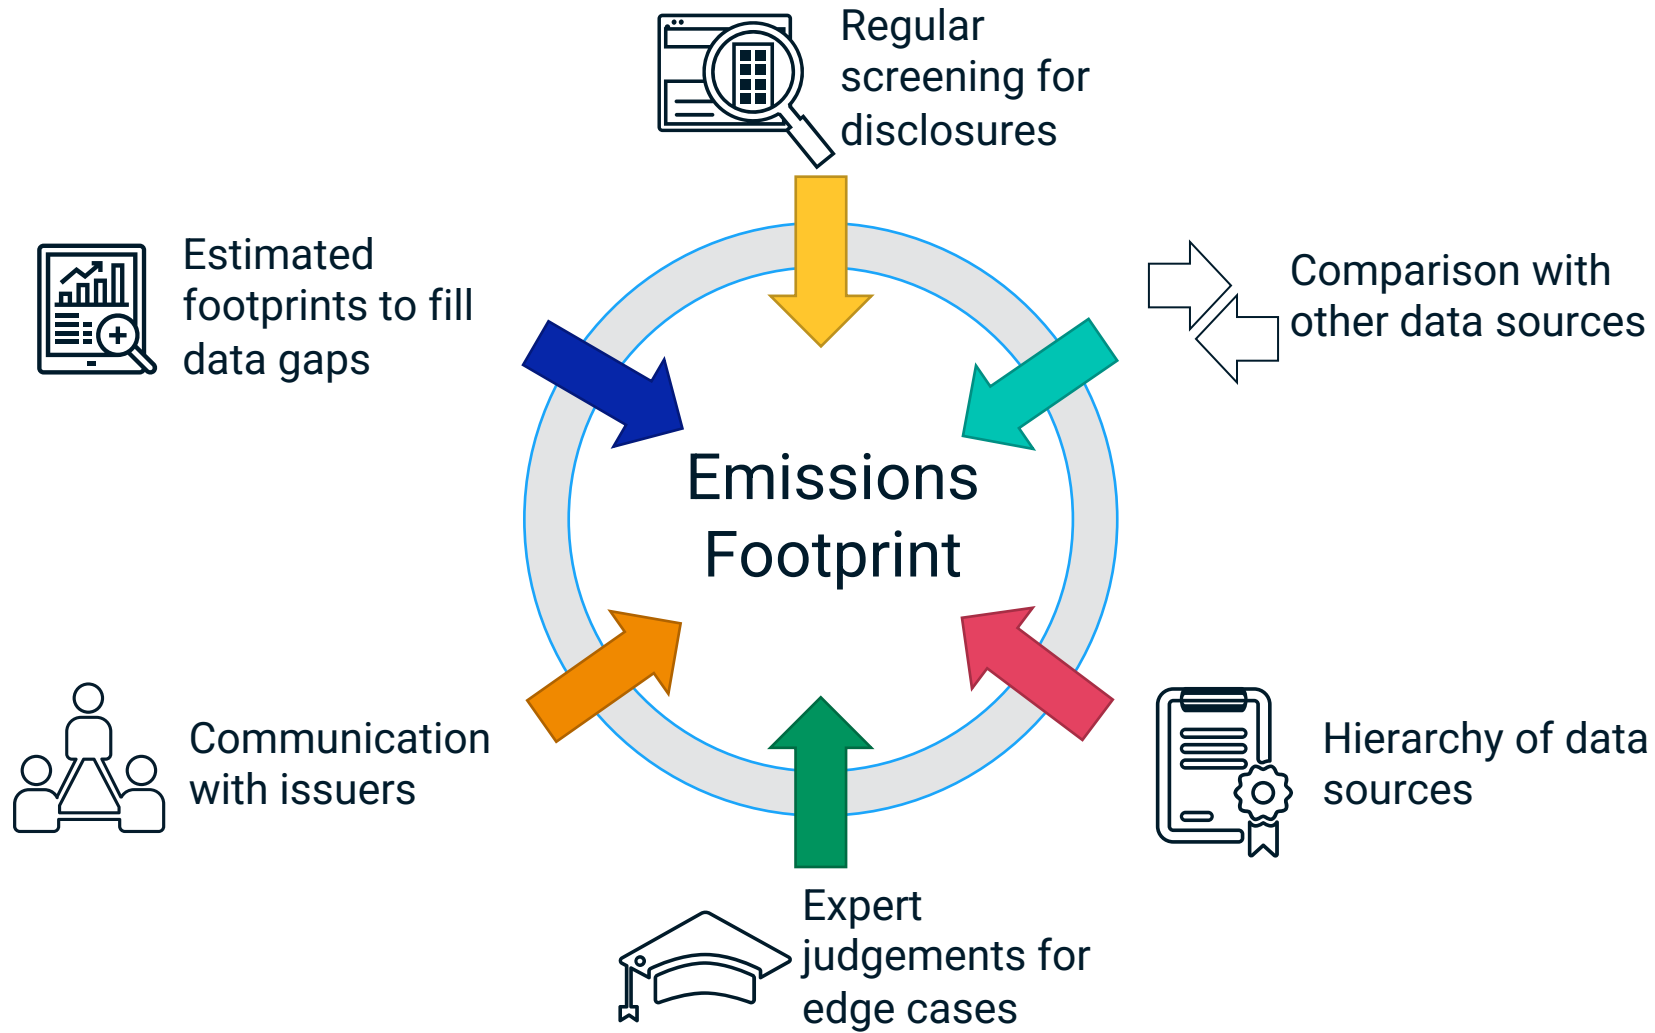 Regular
screening for
disclosures
Estimated
footprints to fill
data gaps
Comparison with
other data sources
Emissions
Footprint
Communication
with issuers
Hierarchy of data
sources
Expert
judgements for
edge cases